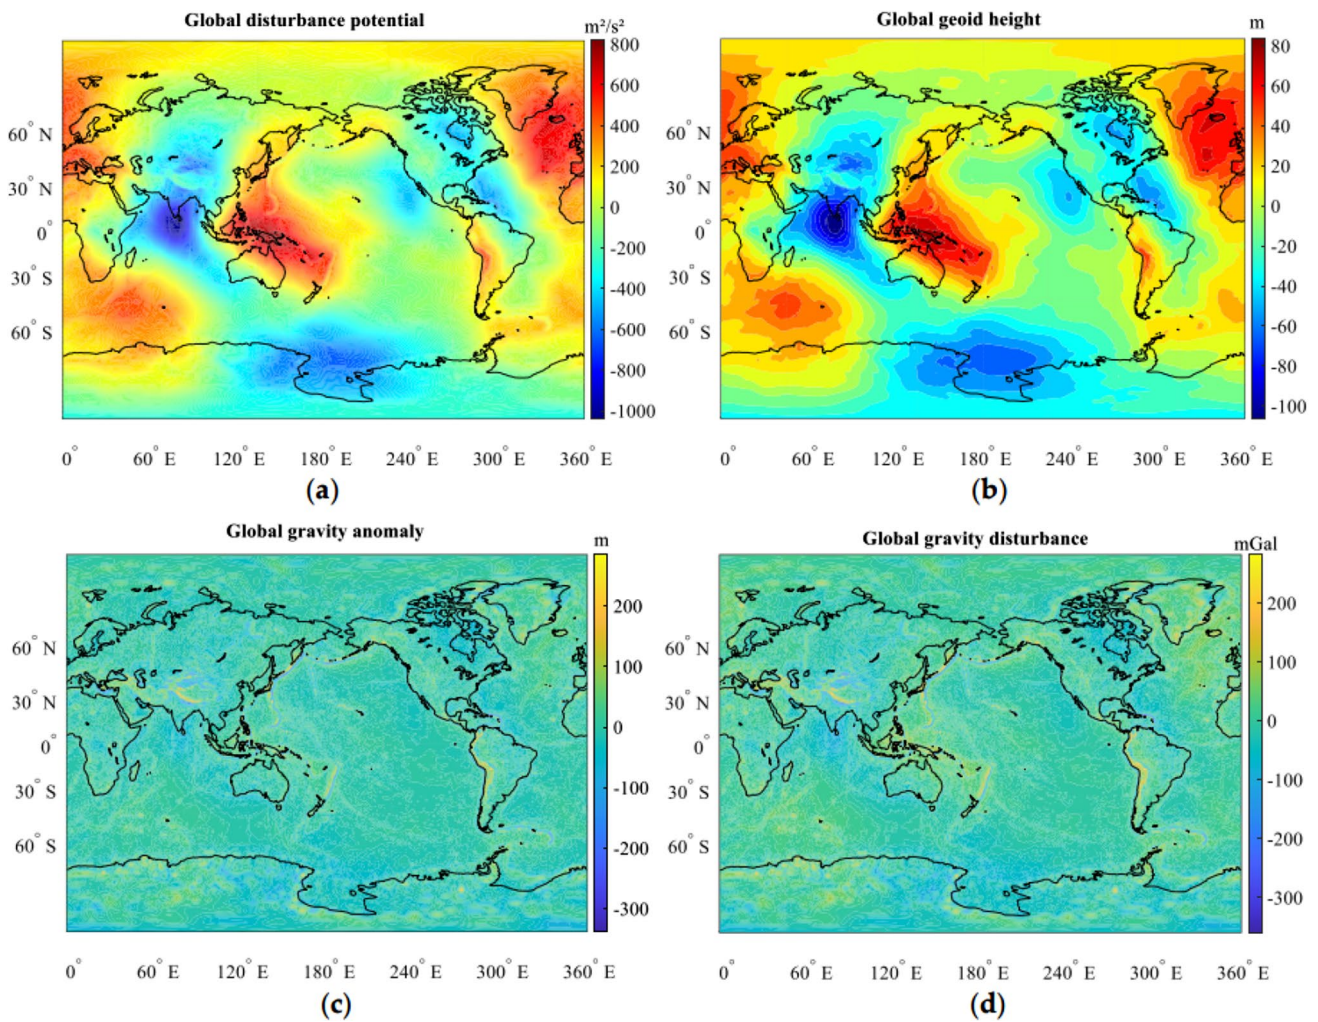 Global disturbance potential
m²/s²
800
600
400
200
0
-200
-400
-600
-800
-1000
60° N
30° N
0°
30° S
60° S
0° 60° E 120° E 180° E 240° E 300° E 360° E
(a)
Global geoid height
m
80
60
40
20
0
-20
-40
-60
-80
-100
60° N
30° N
0°
30° S
60° S
0° 60° E 120° E 180° E 240° E 300° E 360° E
(b)
Global gravity anomaly
m
200
100
0
-100
-200
-300
60° N
30° N
0°
30° S
60° S
0° 60° E 120° E 180° E 240° E 300° E 360° E
(c)
Global gravity disturbance
mGal
200
100
0
-100
-200
-300
60° N
30° N
0°
30° S
60° S
0° 60° E 120° E 180° E 240° E 300° E 360° E
(d)